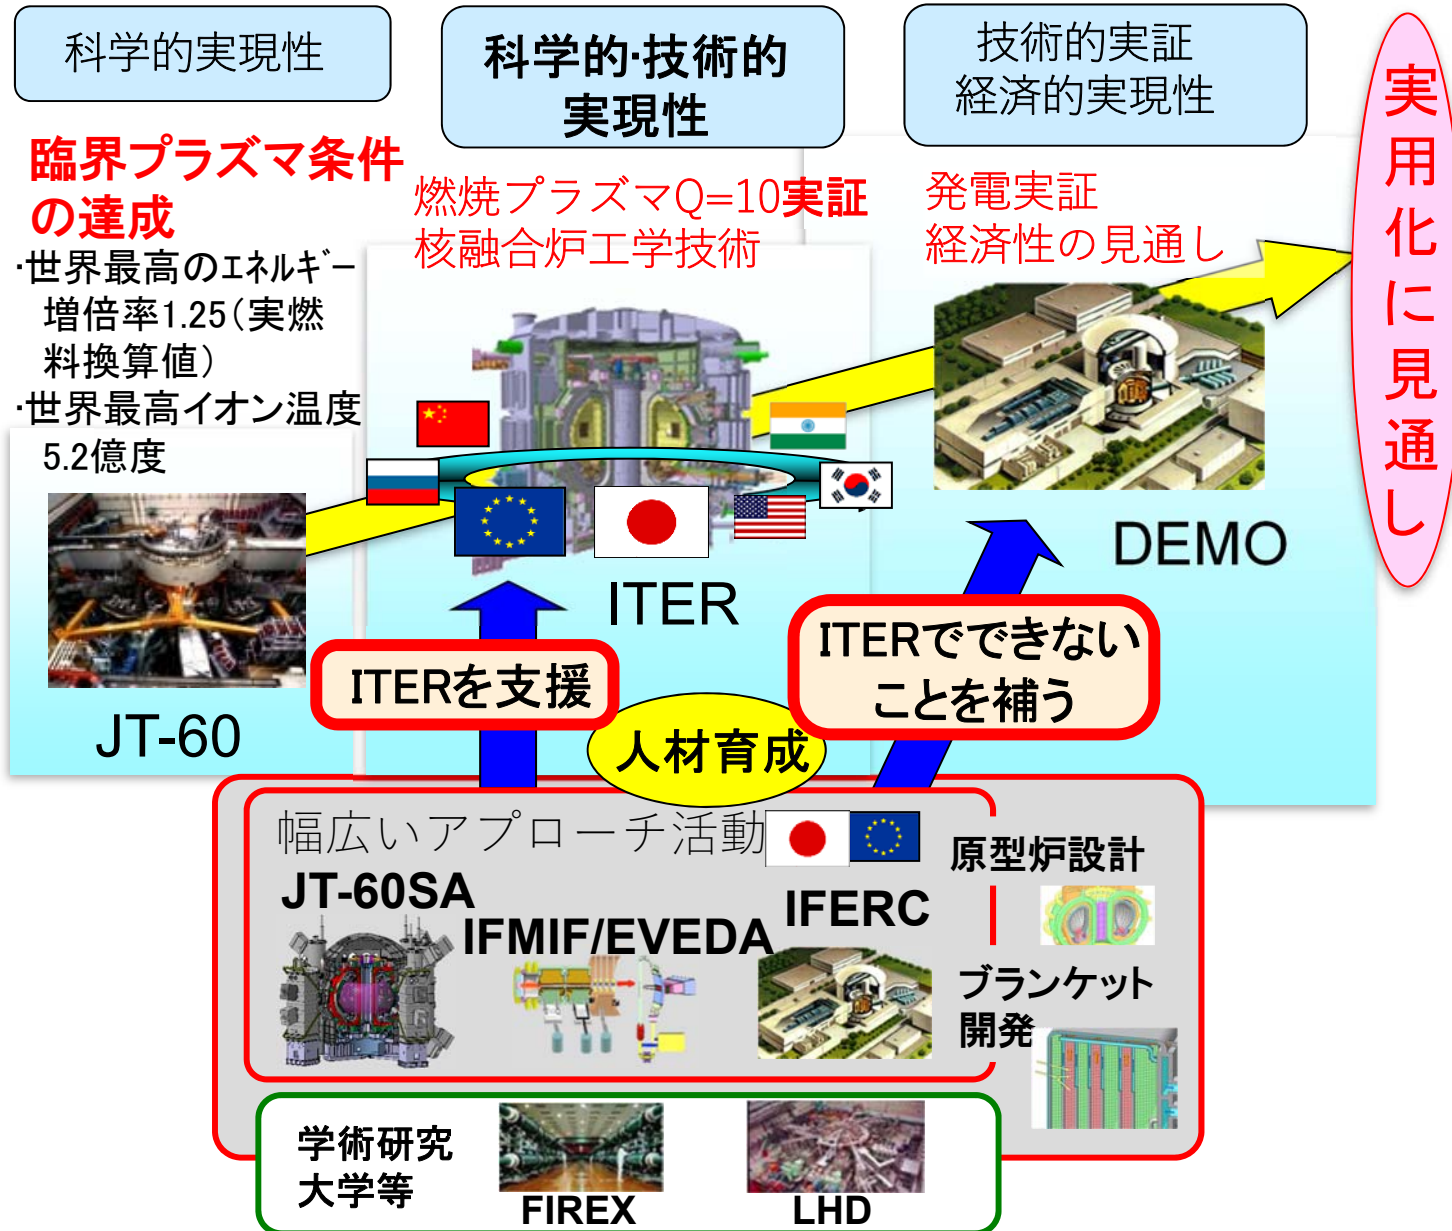 科学的実現性
科学的･技術的
実現性
技術的実証
経済的実現性
実用化に見通し
臨界プラズマ条件
の達成
･世界最高のｴﾈﾙｷﾞｰ
増倍率1.25(実燃
料換算値)
･世界最高イオン温度
5.2億度
燃焼プラズマQ=10実証
核融合炉工学技術
発電実証
経済性の見通し
JT-60
ITER
DEMO
ITERを支援
ITERでできない
ことを補う
人材育成
幅広いアプローチ活動
JT-60SA
IFMIF/EVEDA
IFERC
原型炉設計
ブランケット
開発
学術研究
大学等
FIREX
LHD